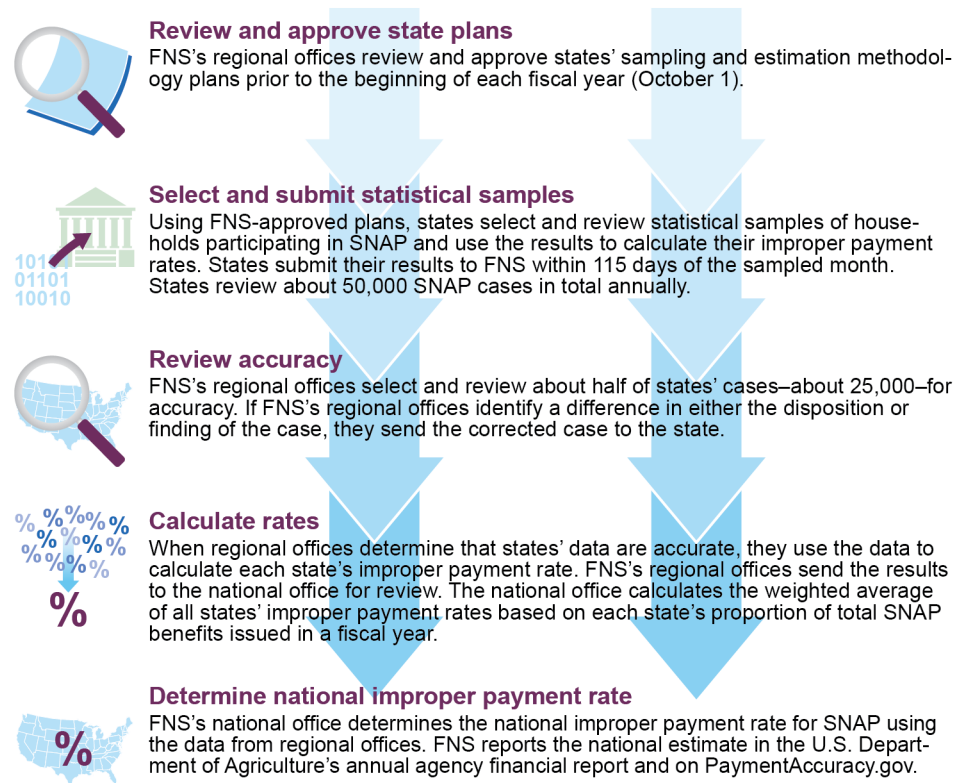 Review and approve state plans
FNS's regional offices review and approve states' sampling and estimation methodol-
ogy plans prior to the beginning of each fiscal year (October 1).
Select and submit statistical samples
Using FNS-approved plans, states select and review statistical samples of house-
holds participating in SNAP and use the results to calculate their improper payment
rates. States submit their results to FNS within 115 days of the sampled month.
States review about 50,000 SNAP cases in total annually.
10101
01101
10010
Review accuracy
FNS's regional offices select and review about half of states' cases–about 25,000–for
accuracy. If FNS's regional offices identify a difference in either the disposition or
finding of the case, they send the corrected case to the state.
% % % % %
% % % %
% % % %
%
Calculate rates
When regional offices determine that states' data are accurate, they use the data to
calculate each state's improper payment rate. FNS's regional offices send the results
to the national office for review. The national office calculates the weighted average
of all states' improper payment rates based on each state's proportion of total SNAP
benefits issued in a fiscal year.
%
Determine national improper payment rate
FNS's national office determines the national improper payment rate for SNAP using
the data from regional offices. FNS reports the national estimate in the U.S. Depart-
ment of Agriculture's annual agency financial report and on PaymentAccuracy.gov.
%